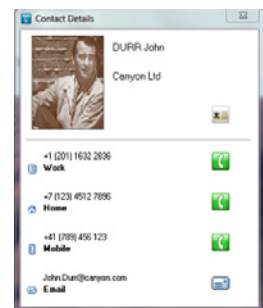 Contact Details
DURR John
Canyon Ltd
+1 (201) 1632 2836
Work
+7 (123) 4512 7896
Home
+41 (789) 456 123
Mobile
John.Durr@canyon.com
Email